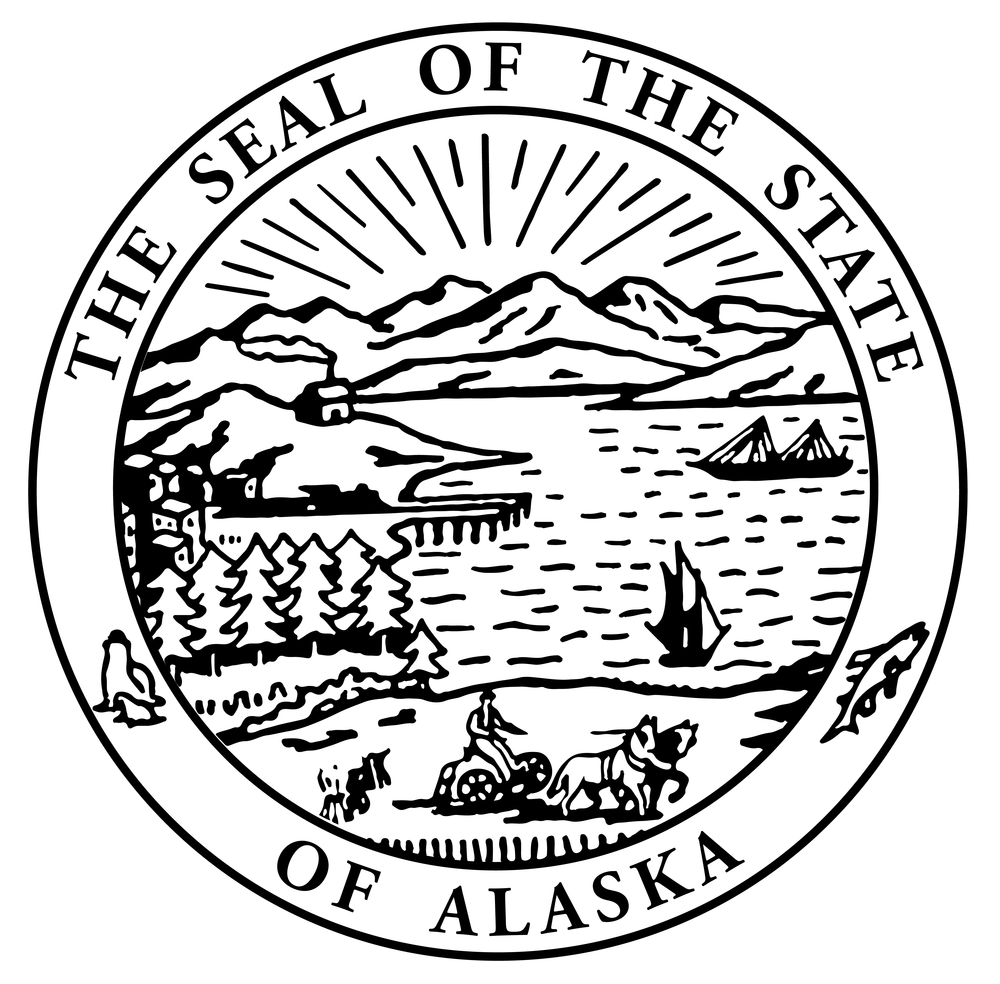 THE SEAL OF THE STATE
OF ALASKA